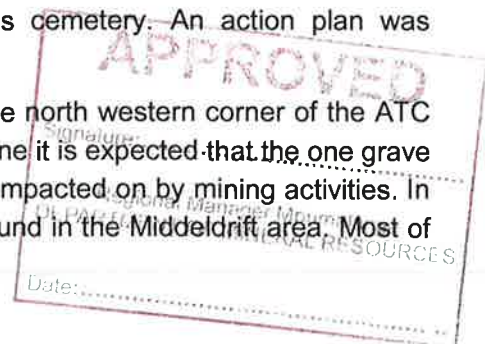 s cemetery. An action plan was
APPROVED
e north western corner of the ATC
Signature:
ne it is expected that the one grave
mpacted on by mining activities. In
Regional Manager
und in the Middeldrift area. Most of
MINERAL RESOURCES
Date: